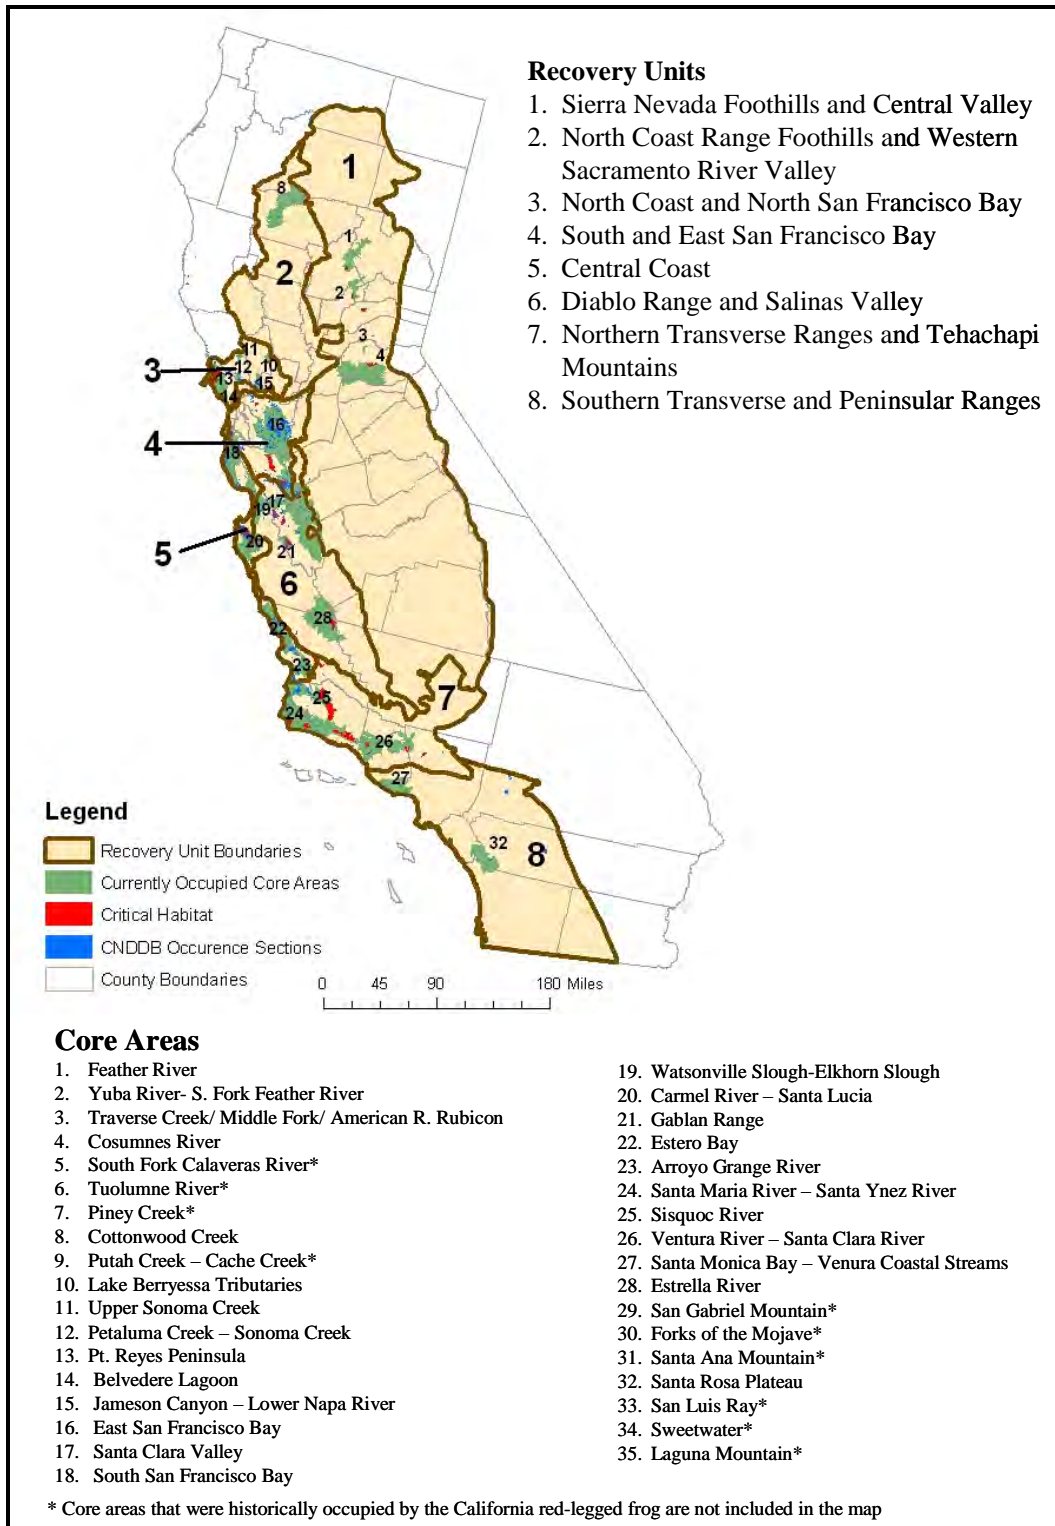 Recovery Units
1. Sierra Nevada Foothills and Central Valley
2. North Coast Range Foothills and Western
Sacramento River Valley
3. North Coast and North San Francisco Bay
4. South and East San Francisco Bay
5. Central Coast
6. Diablo Range and Salinas Valley
7. Northern Transverse Ranges and Tehachapi
Mountains
8. Southern Transverse and Peninsular Ranges
1
8
1
2
2
3
4
11
3
12
10
13
15
14
16
4
18
17
19
5
20
21
6
28
22
23
7
25
24
26
27
32
8
Legend
Recovery Unit Boundaries
Currently Occupied Core Areas
Critical Habitat
CNDDB Occurence Sections
County Boundaries
0 45 90 180 Miles
Core Areas
1. Feather River
2. Yuba River- S. Fork Feather River
3. Traverse Creek/ Middle Fork/ American R. Rubicon
4. Cosumnes River
5. South Fork Calaveras River*
6. Tuolumne River*
7. Piney Creek*
8. Cottonwood Creek
9. Putah Creek – Cache Creek*
10. Lake Berryessa Tributaries
11. Upper Sonoma Creek
12. Petaluma Creek – Sonoma Creek
13. Pt. Reyes Peninsula
14. Belvedere Lagoon
15. Jameson Canyon – Lower Napa River
16. East San Francisco Bay
17. Santa Clara Valley
18. South San Francisco Bay
19. Watsonville Slough-Elkhorn Slough
20. Carmel River – Santa Lucia
21. Gablan Range
22. Estero Bay
23. Arroyo Grange River
24. Santa Maria River – Santa Ynez River
25. Sisquoc River
26. Ventura River – Santa Clara River
27. Santa Monica Bay – Venura Coastal Streams
28. Estrella River
29. San Gabriel Mountain*
30. Forks of the Mojave*
31. Santa Ana Mountain*
32. Santa Rosa Plateau
33. San Luis Ray*
34. Sweetwater*
35. Laguna Mountain*
* Core areas that were historically occupied by the California red-legged frog are not included in the map